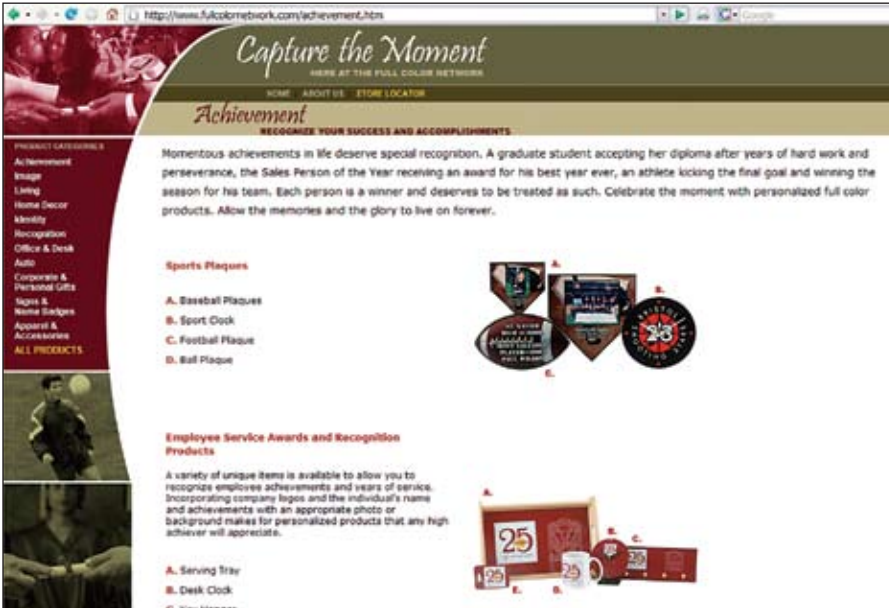 http://www.fullcolornetwork.com/achievement.htm
Google
Capture the Moment
HERE AT THE FULL COLOR NETWORK
HOME ABOUT US ETORE LOCATOR
Achievement
RECOGNIZE YOUR SUCCESS AND ACCOMPLISHMENTS
PRODUCT CATEGORIES
Achievement
Image
Living
Home Decor
Identity
Recognition
Office & Desk
Auto
Corporate &
Personal Gifts
Signs &
Name Badges
Apparel &
Accessories
ALL PRODUCTS
Momentous achievements in life deserve special recognition. A graduate student accepting her diploma after years of hard work and
perseverance, the Sales Person of the Year receiving an award for his best year ever, an athlete kicking the final goal and winning the
season for his team. Each person is a winner and deserves to be treated as such. Celebrate the moment with personalized full color
products. Allow the memories and the glory to live on forever.
Sports Plaques
A. Baseball Plaques
B. Sport Clock
C. Football Plaque
D. Ball Plaque
A.
B.
E.
25
Employee Service Awards and Recognition
Products
A variety of unique items is available to allow you to
recognize employee achievements and years of service.
Incorporating company logos and the individual's name
and achievements with an appropriate photo or
background makes for personalized products that any high
achiever will appreciate.
A. Serving Tray
B. Desk Clock
A.
B.
C.
E.
D.
25
25
25
25